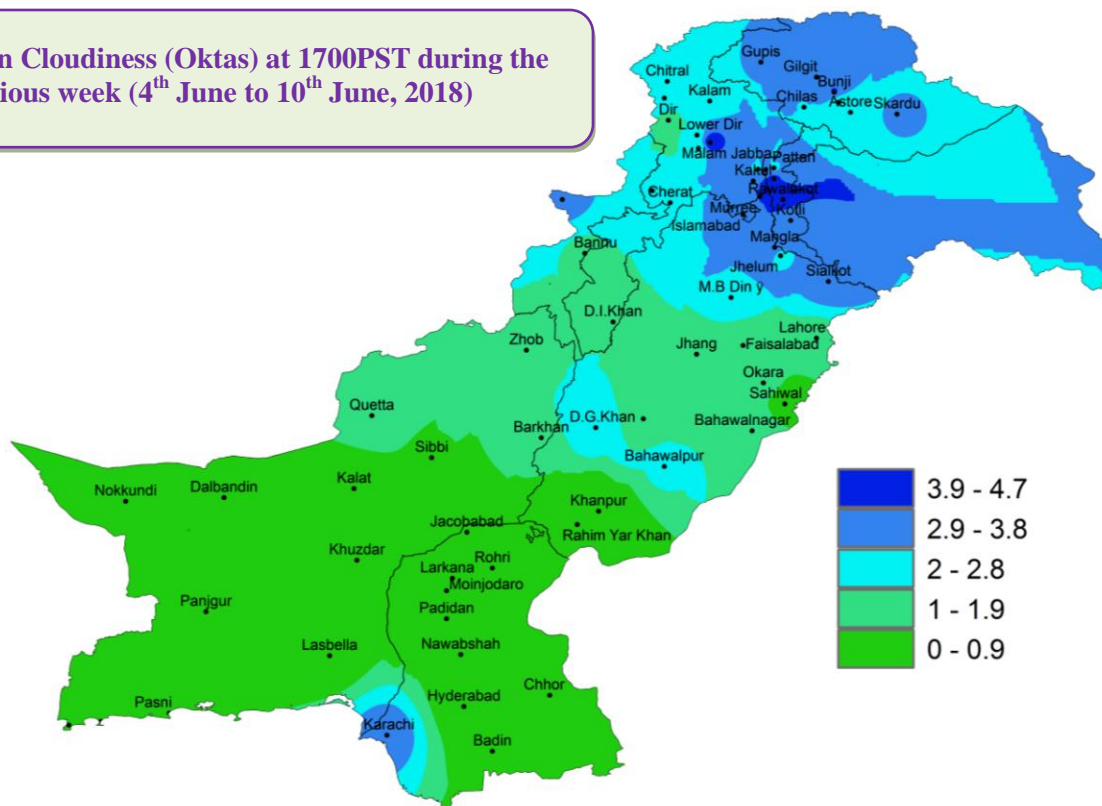 n Cloudiness (Oktas) at 1700PST during the
ious week (4th June to 10th June, 2018)
Gupis
Gilgit
Bunji
Chitral
Kalam
Chilas
Astore
Skardu
Dir
Lower Dir
Malam Jabbar
Pattan
Kakul
Rawalakot
Cherat
Murree
Kotli
Islamabad
Mangla
Bannu
Jhelum
Sialkot
M.B Din y
D.I.Khan
Lahore
Zhob
Jhang
Faisalabad
Okara
Sahiwal
Quetta
D.G.Khan
Bahawalnagar
Barkhan
Sibbi
Bahawalpur
Nokkundi
Dalbandin
Kalat
Khanpur
Jacobabad
Rahim Yar Khan
Khuzdar
Rohri
Larkana
Moinjodaro
Panjgur
Padidan
Lasbella
Nawabshah
Pasni
Hyderabad
Chhor
Karachi
Badin
3.9 - 4.7
2.9 - 3.8
2 - 2.8
1 - 1.9
0 - 0.9